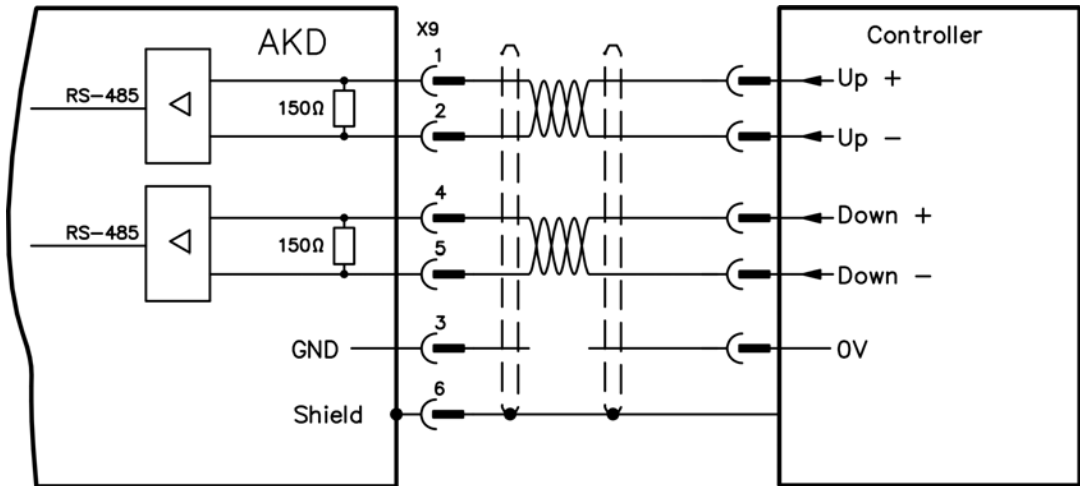 AKD
X9
Controller
1
Up +
RS-485
150Ω
2
Up -
4
Down +
RS-485
150Ω
5
Down -
3
GND
0V
6
Shield